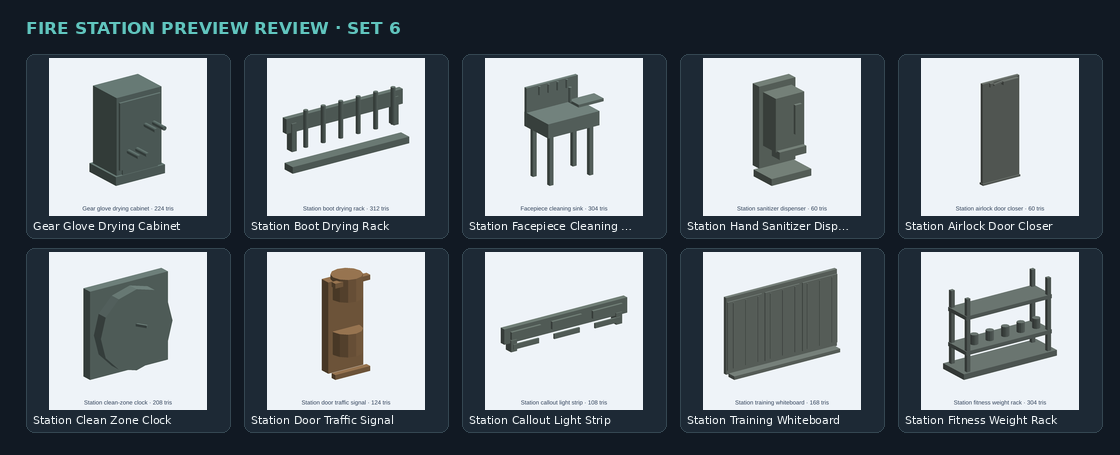 FIRE STATION PREVIEW REVIEW · SET 6
Gear glove drying cabinet · 224 tris
Station boot drying rack · 312 tris
Facepiece cleaning sink · 304 tris
Station sanitizer dispenser · 60 tris
Station airlock door closer · 60 tris
Gear Glove Drying Cabinet
Station Boot Drying Rack
Station Facepiece Cleaning ...
Station Hand Sanitizer Disp...
Station Airlock Door Closer
Station clean-zone clock · 208 tris
Station door traffic signal · 124 tris
Station callout light strip · 108 tris
Station training whiteboard · 168 tris
Station fitness weight rack · 304 tris
Station Clean Zone Clock
Station Door Traffic Signal
Station Callout Light Strip
Station Training Whiteboard
Station Fitness Weight Rack